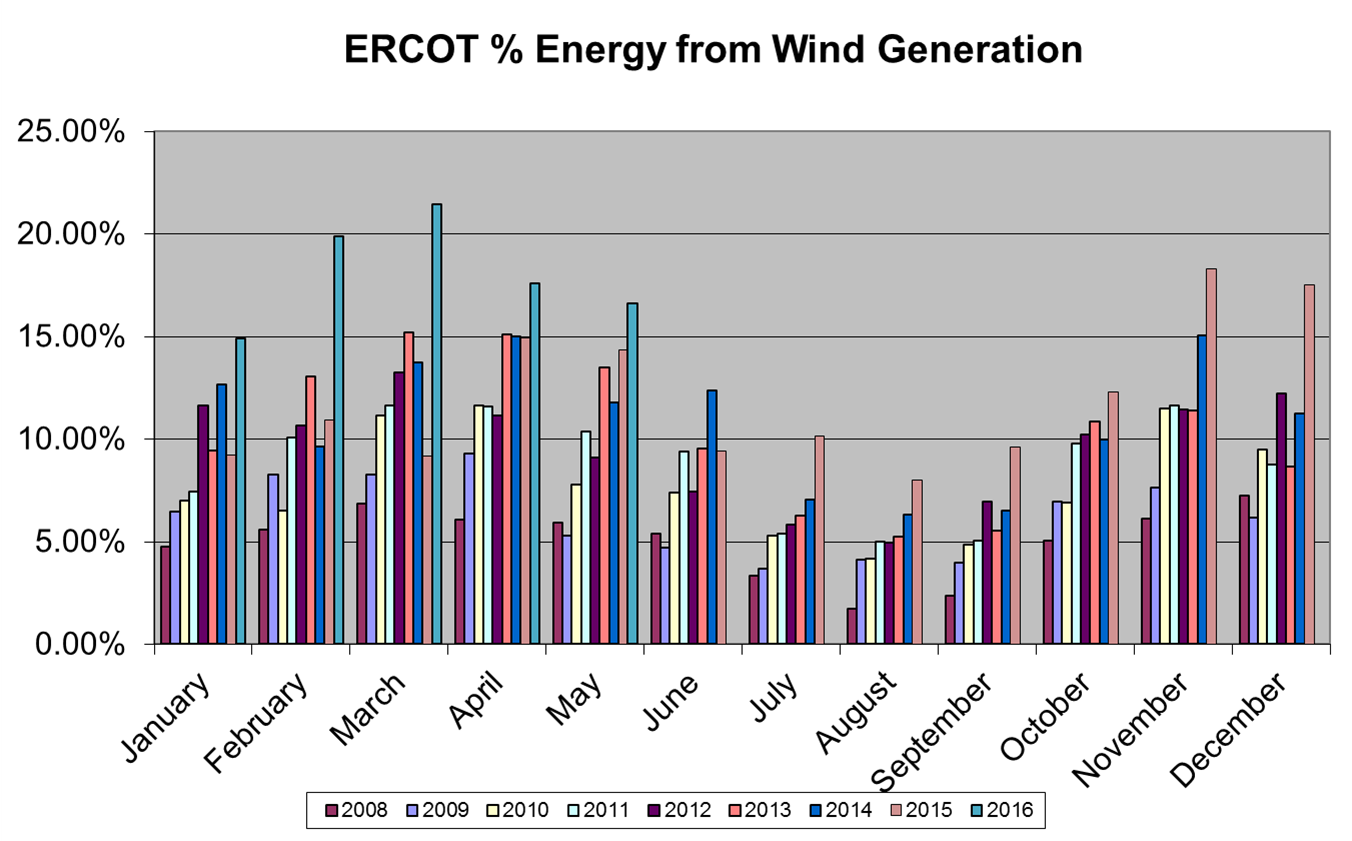 ERCOT % Energy from Wind Generation
25.00%
20.00%
15.00%
10.00%
5.00%
0.00%
January
February
March
April
May
June
July
August
September
October
November
December
2008 2009 2010 2011 2012 2013 2014 2015 2016